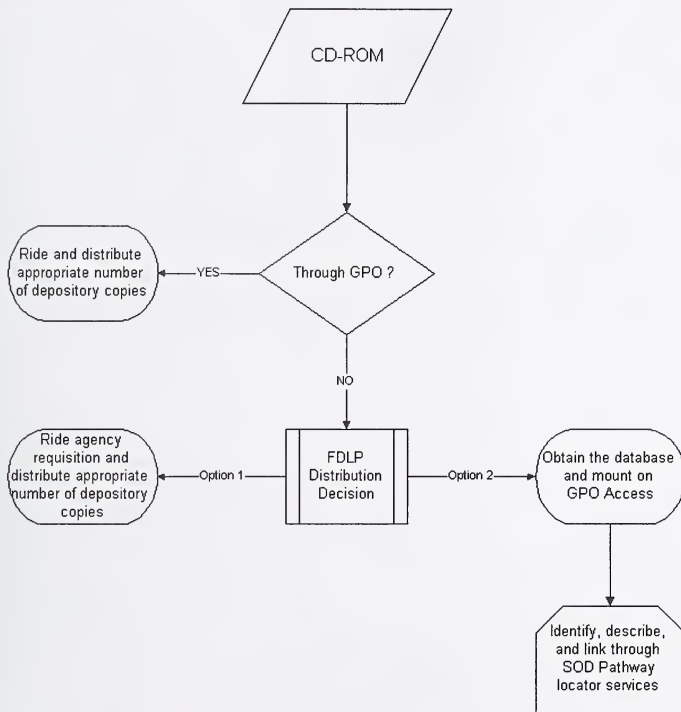 CD-ROM
Through GPO ?
YES
Ride and distribute
appropriate number
of depository copies
NO
FDLP
Distribution
Decision
Option 1
Ride agency
requisition and
distribute appropriate
number of depository
copies
Option 2
Obtain the database
and mount on
GPO Access
Identify, describe,
and link through
SOD Pathway
locator services